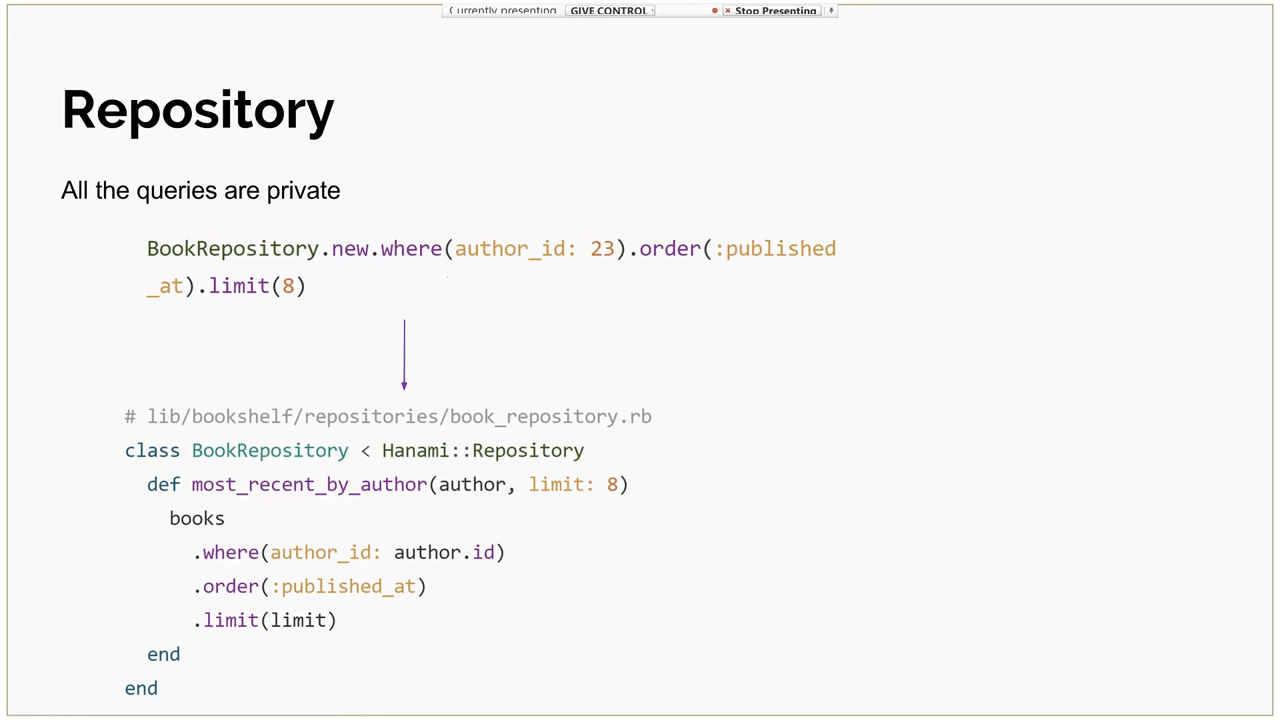 Currently presenting GIVE CONTROL Stop Presenting
Repository
All the queries are private
BookRepository.new.where(author_id: 23).order(:published
_at).limit(8)
# lib/bookshelf/repositories/book_repository.rb
class BookRepository < Hanami::Repository
def most_recent_by_author(author, limit: 8)
books
.where(author_id: author.id)
.order(:published_at)
.limit(limit)
end
end